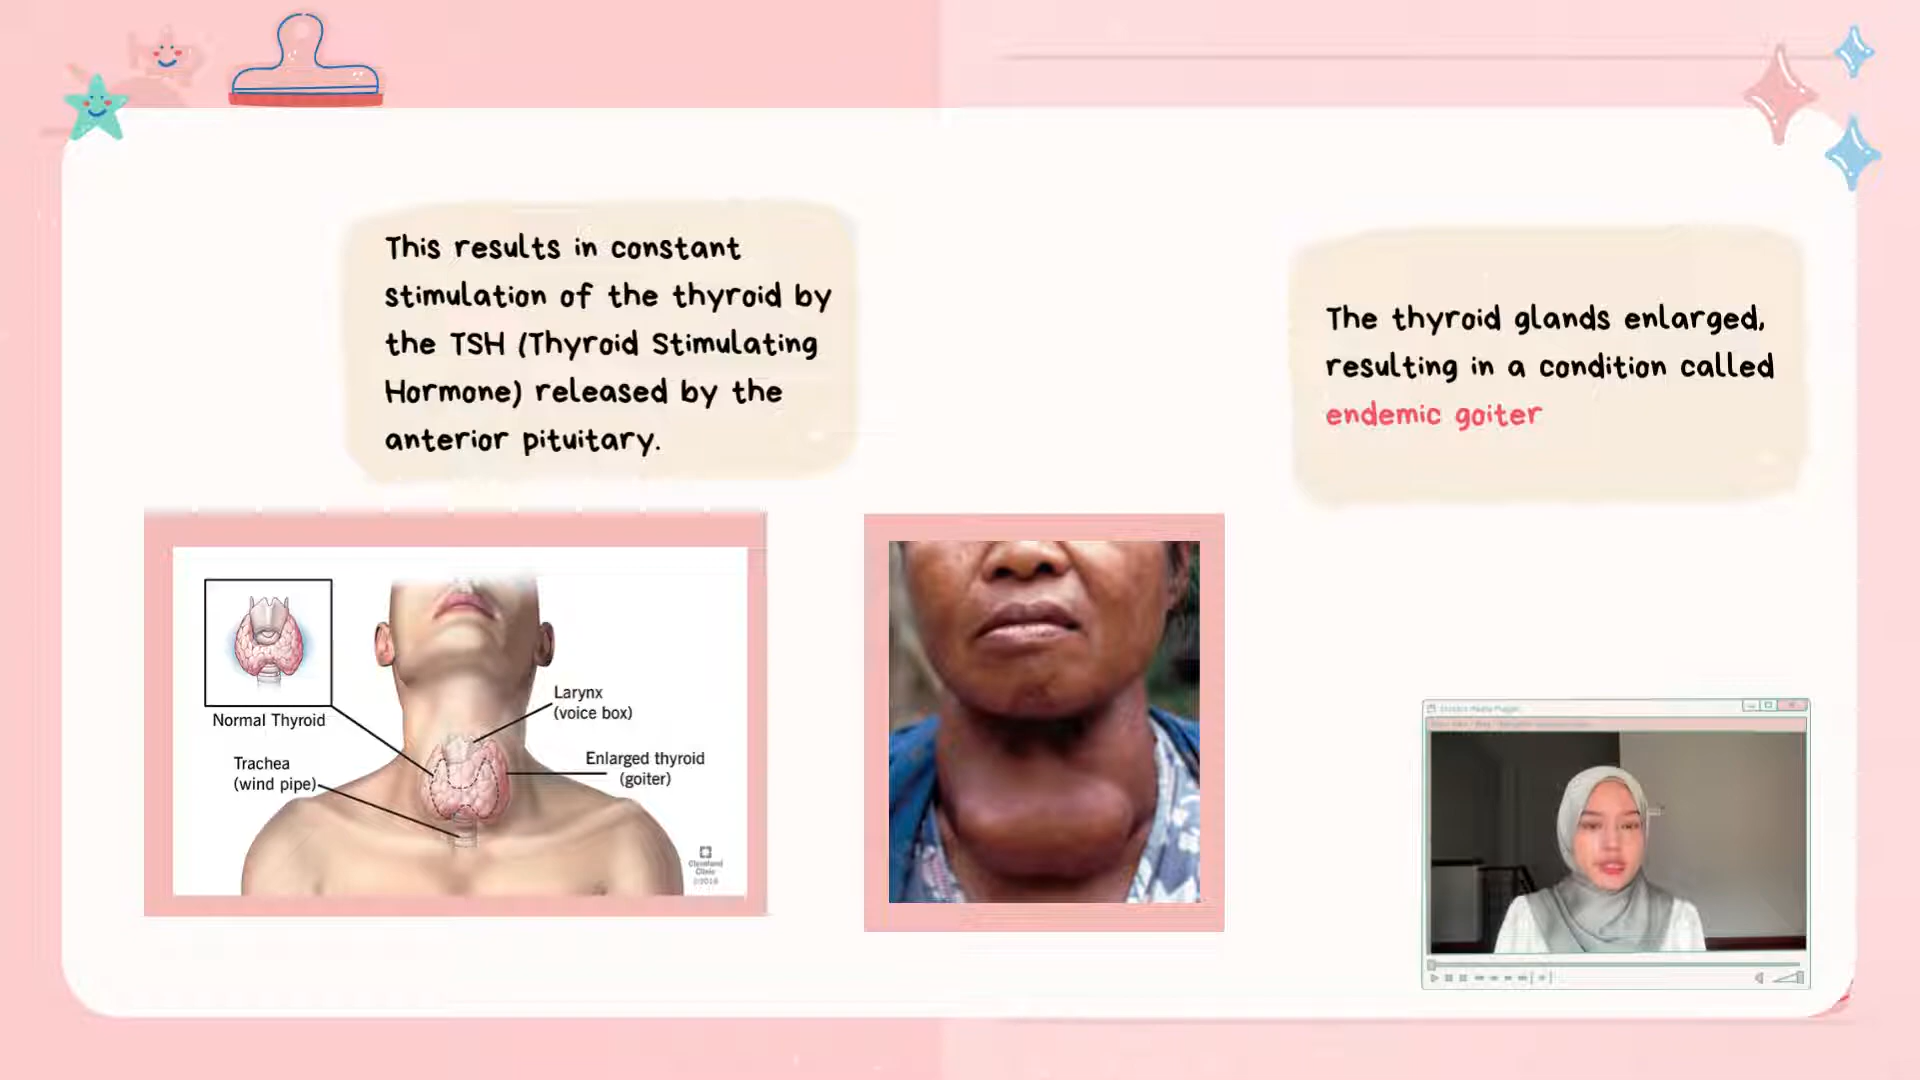 This results in constant
stimulation of the thyroid by
the TSH (Thyroid Stimulating
Hormone) released by the
anterior pituitary.
The thyroid glands enlarged,
resulting in a condition called
endemic goiter
Normal Thyroid
Trachea
(wind pipe)
Larynx
(voice box)
Enlarged thyroid
(goiter)
Cleveland
Clinic